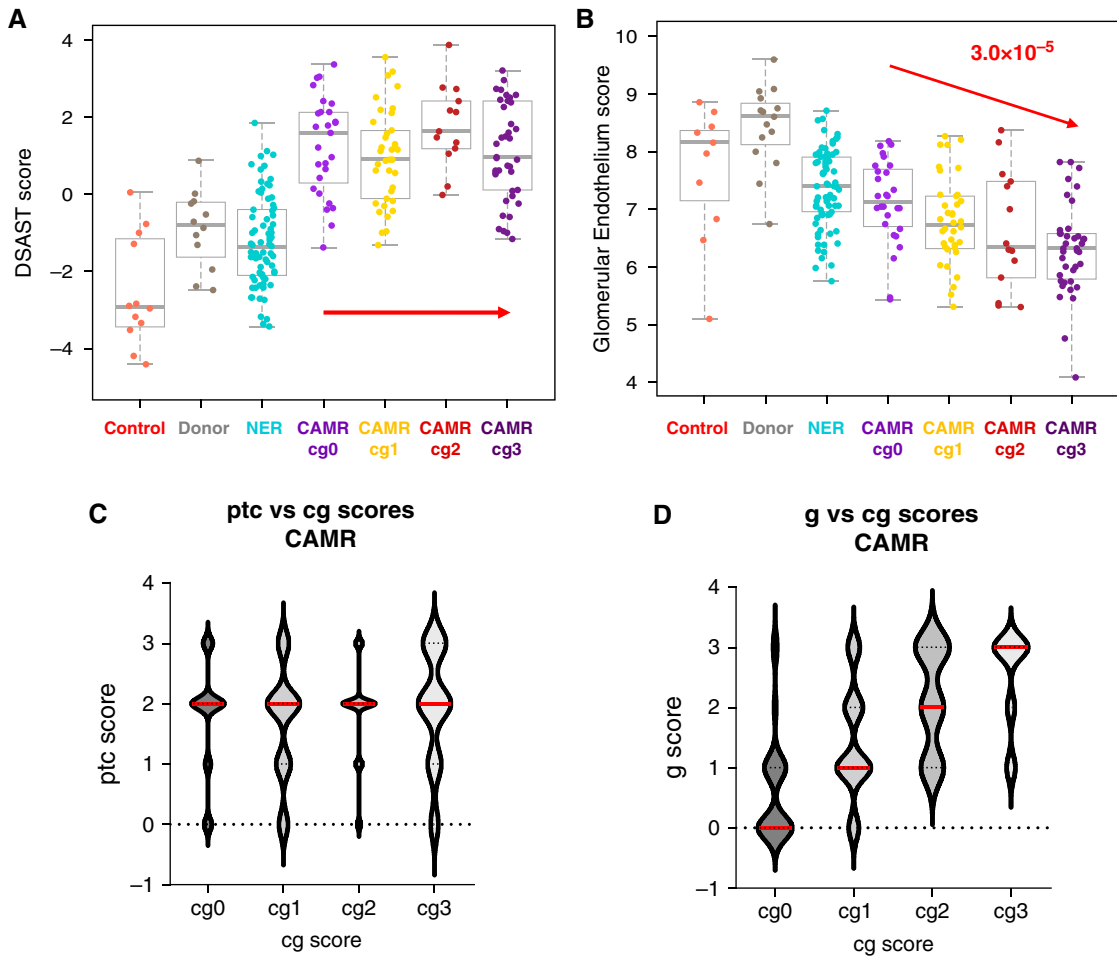 A
DSAST score
4
2
0
−2
−4
Control Donor NER CAMR CAMR CAMR CAMR
cg0 cg1 cg2 cg3
B
Glomerular Endothelium score
10
9
8
7
6
5
4
3.0×10⁻⁵
Control Donor NER CAMR CAMR CAMR CAMR
cg0 cg1 cg2 cg3
C
ptc vs cg scores
CAMR
ptc score
4
3
2
1
0
−1
cg0 cg1 cg2 cg3
cg score
D
g vs cg scores
CAMR
g score
4
3
2
1
0
−1
cg0 cg1 cg2 cg3
cg score